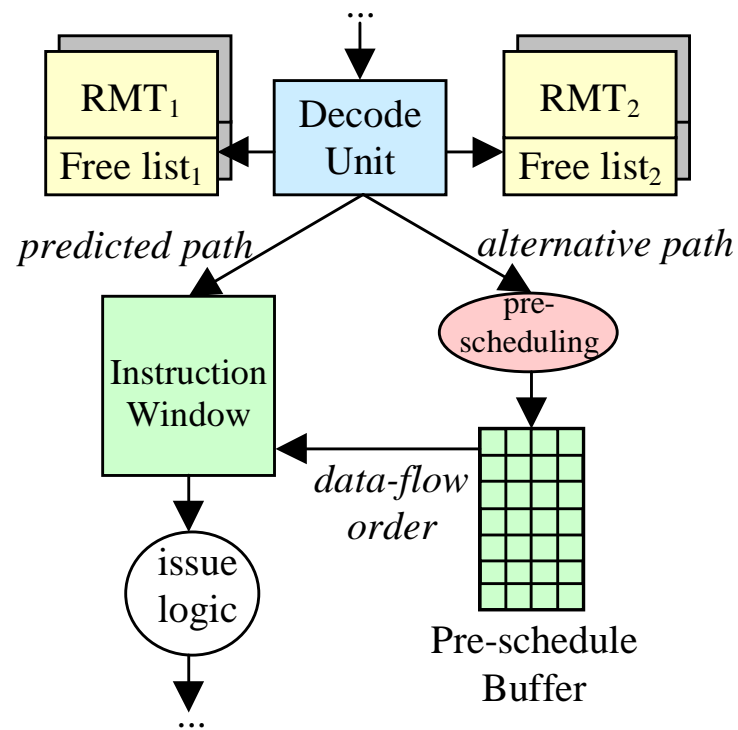 ...
RMT₁
Free list₁
Decode
Unit
RMT₂
Free list₂
predicted path
alternative path
pre-
scheduling
Instruction
Window
data-flow
order
issue
logic
Pre-schedule
Buffer
...